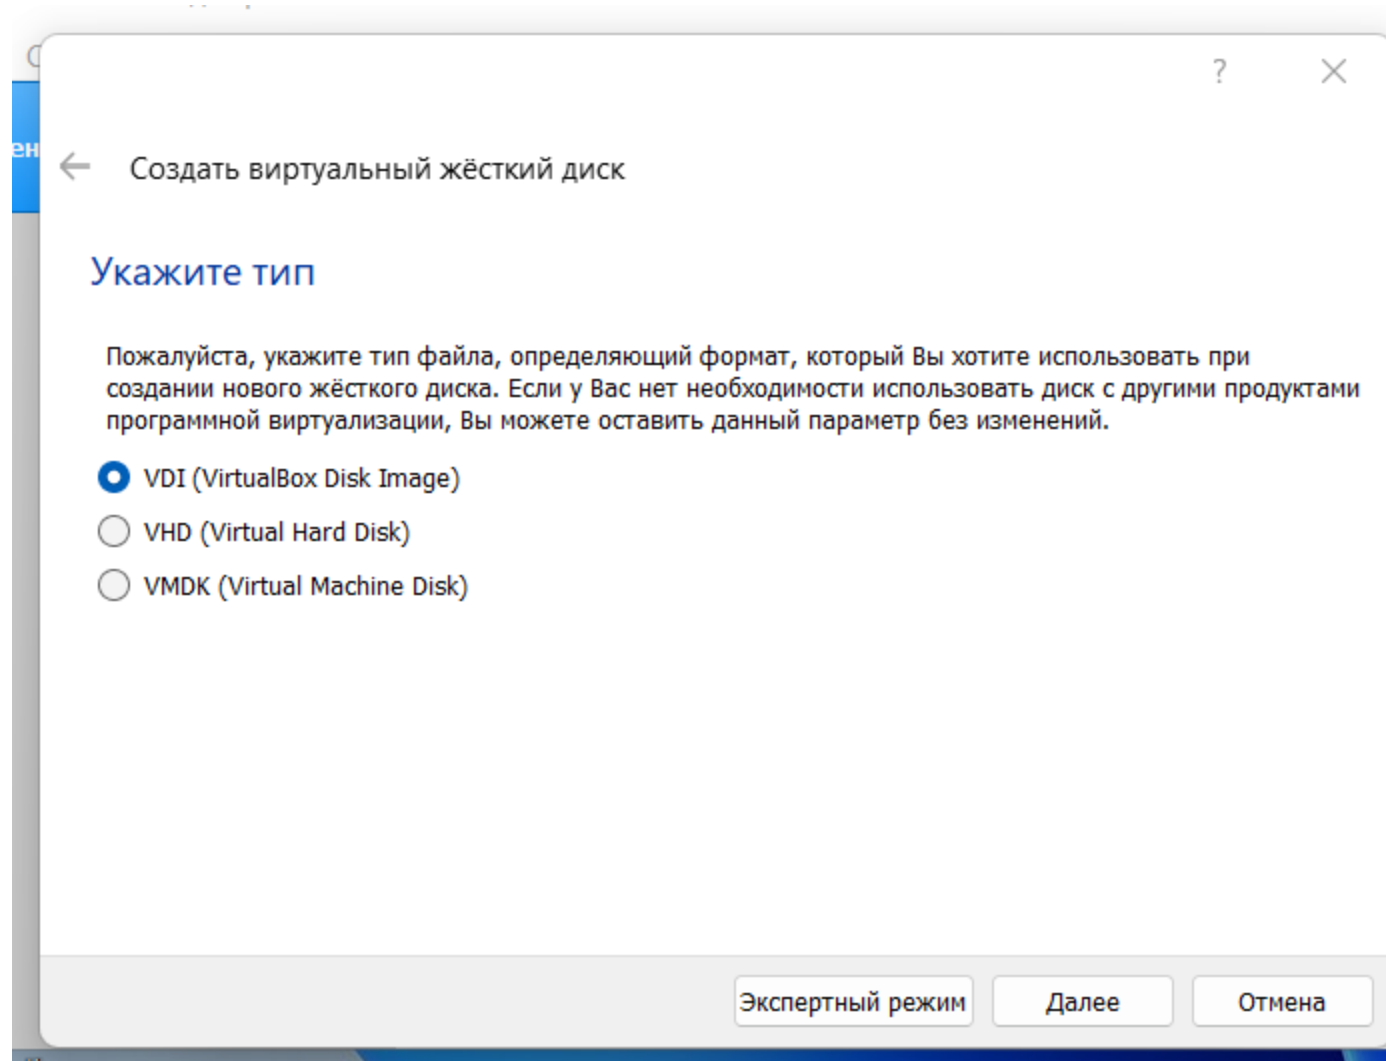 ?
Создать виртуальный жёсткий диск
Укажите тип
Пожалуйста, укажите тип файла, определяющий формат, который Вы хотите использовать при
создании нового жёсткого диска. Если у Вас нет необходимости использовать диск с другими продуктами
программной виртуализации, Вы можете оставить данный параметр без изменений.
VDI (VirtualBox Disk Image)
VHD (Virtual Hard Disk)
VMDK (Virtual Machine Disk)
Экспертный режим Далее Отмена